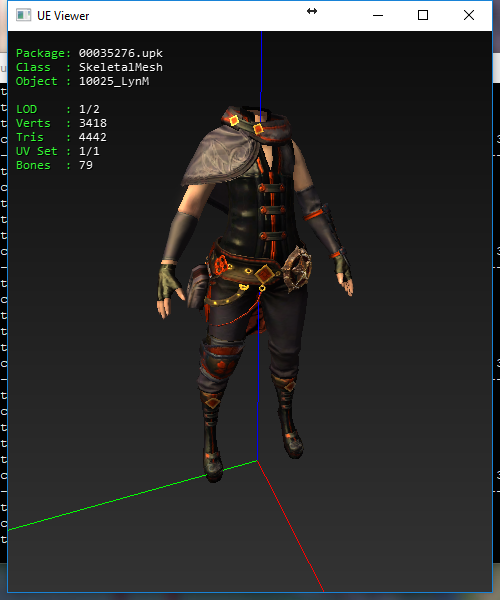 UE Viewer
Package: 00035276.upk
Class : SkeletalMesh
Object : 10025_LynM
LOD : 1/2
Verts : 3418
Tris : 4442
UV Set : 1/1
Bones : 79